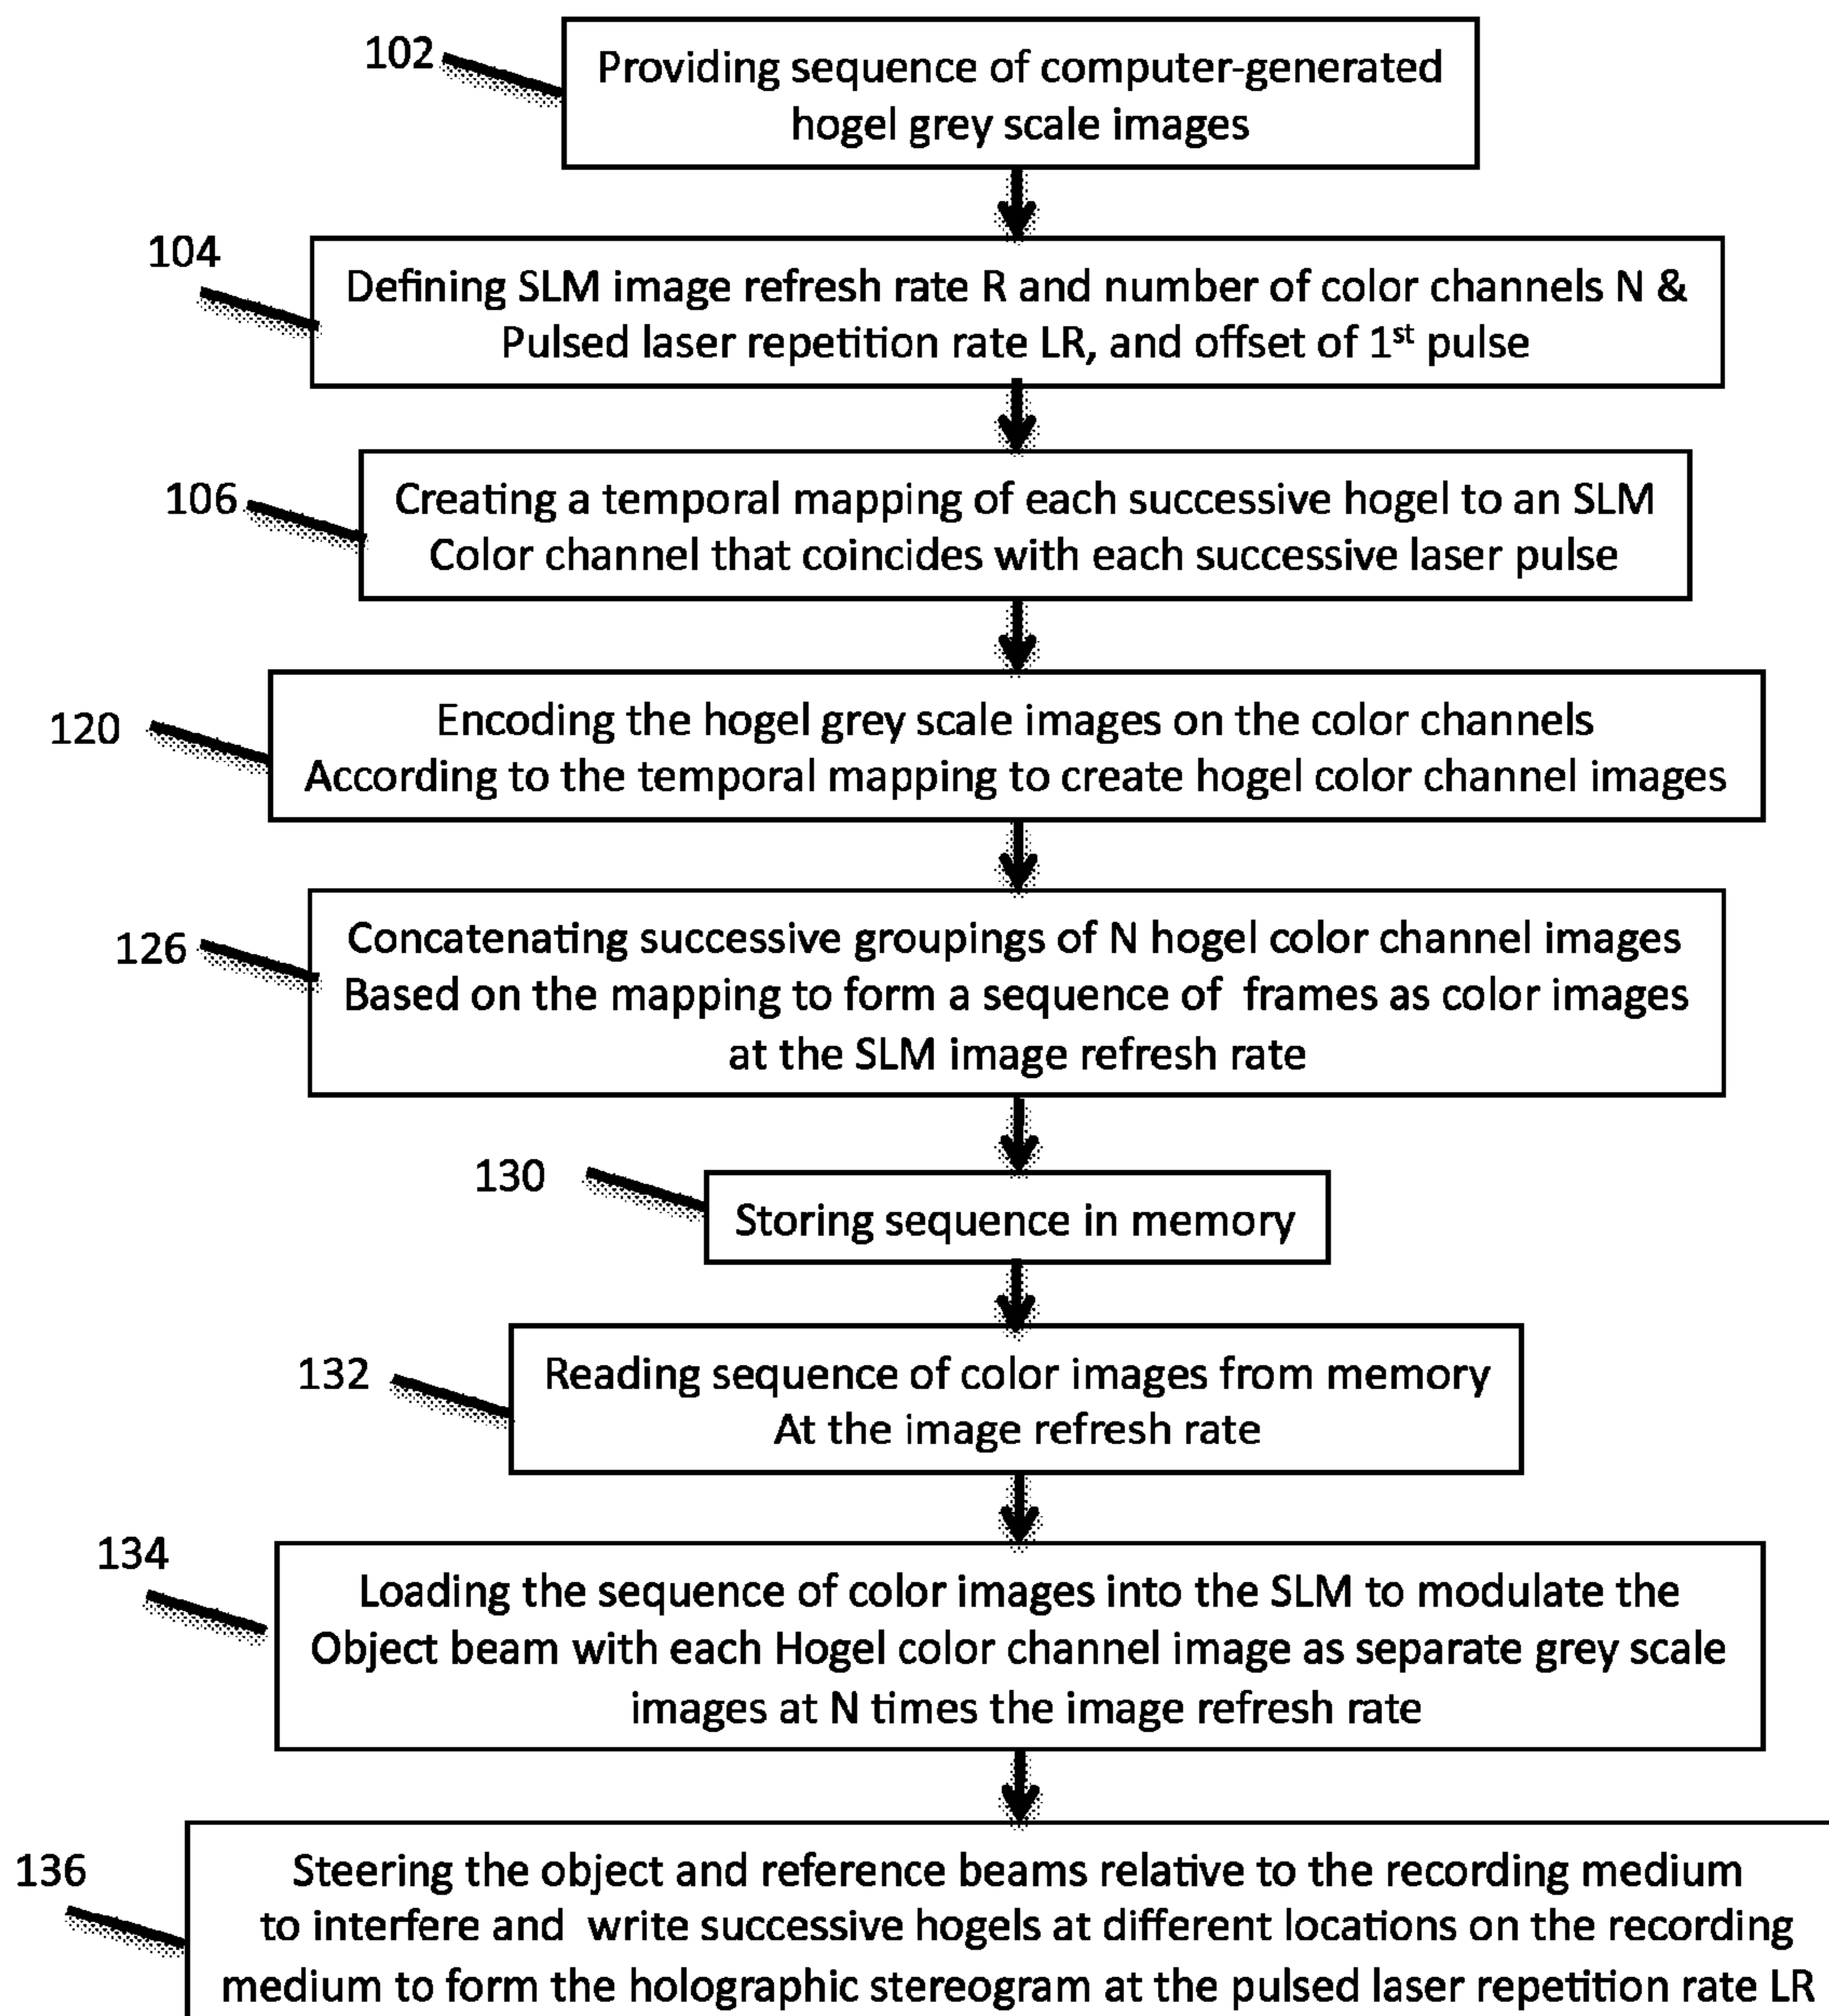 102
Providing sequence of computer-generated
hogel grey scale images
104
Defining SLM image refresh rate R and number of color channels N &
Pulsed laser repetition rate LR, and offset of 1st pulse
106
Creating a temporal mapping of each successive hogel to an SLM
Color channel that coincides with each successive laser pulse
120
Encoding the hogel grey scale images on the color channels
According to the temporal mapping to create hogel color channel images
126
Concatenating successive groupings of N hogel color channel images
Based on the mapping to form a sequence of frames as color images
at the SLM image refresh rate
130
Storing sequence in memory
132
Reading sequence of color images from memory
At the image refresh rate
134
Loading the sequence of color images into the SLM to modulate the
Object beam with each Hogel color channel image as separate grey scale
images at N times the image refresh rate
136
Steering the object and reference beams relative to the recording medium
to interfere and write successive hogels at different locations on the recording
medium to form the holographic stereogram at the pulsed laser repetition rate LR